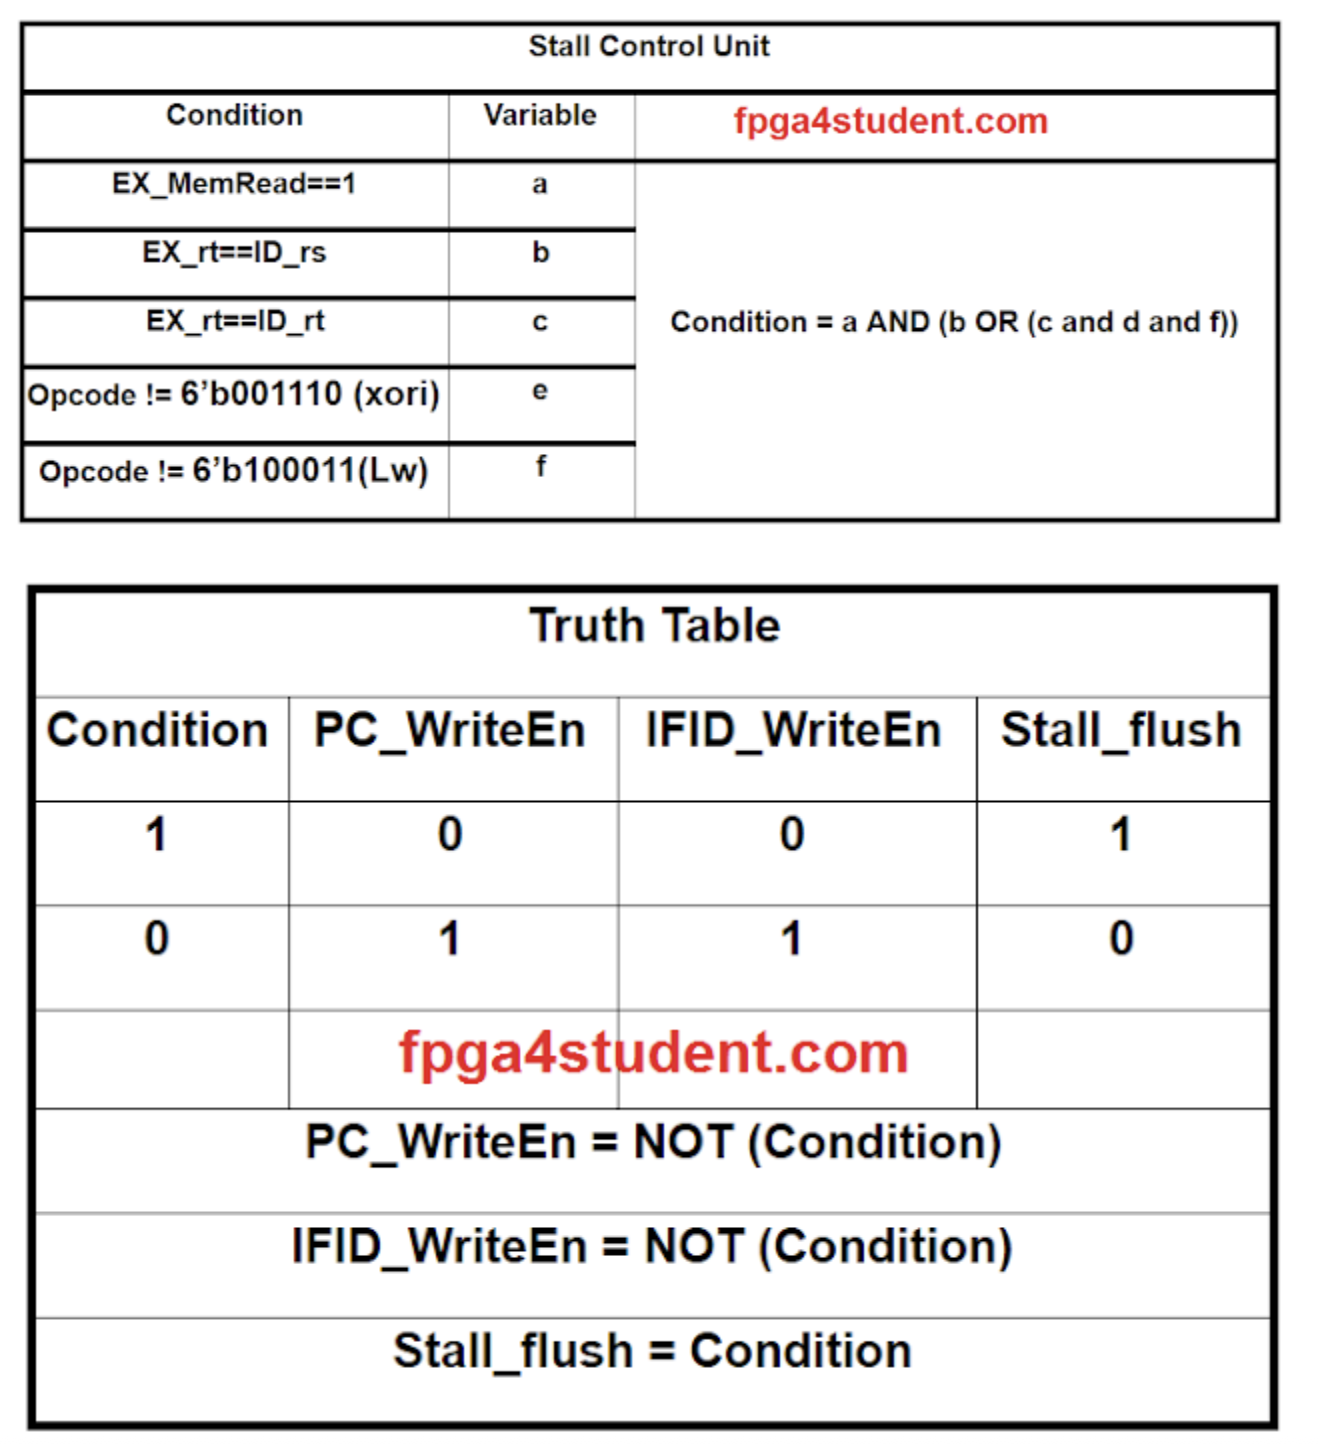 Stall Control Unit
Condition Variable fpga4student.com
EX_MemRead==1 a
EX_rt==ID_rs b
EX_rt==ID_rt c Condition = a AND (b OR (c and d and f))
Opcode != 6’b001110 (xori) e
Opcode != 6’b100011(Lw) f
Truth Table
Condition PC_WriteEn IFID_WriteEn Stall_flush
1 0 0 1
0 1 1 0
fpga4student.com
PC_WriteEn = NOT (Condition)
IFID_WriteEn = NOT (Condition)
Stall_flush = Condition